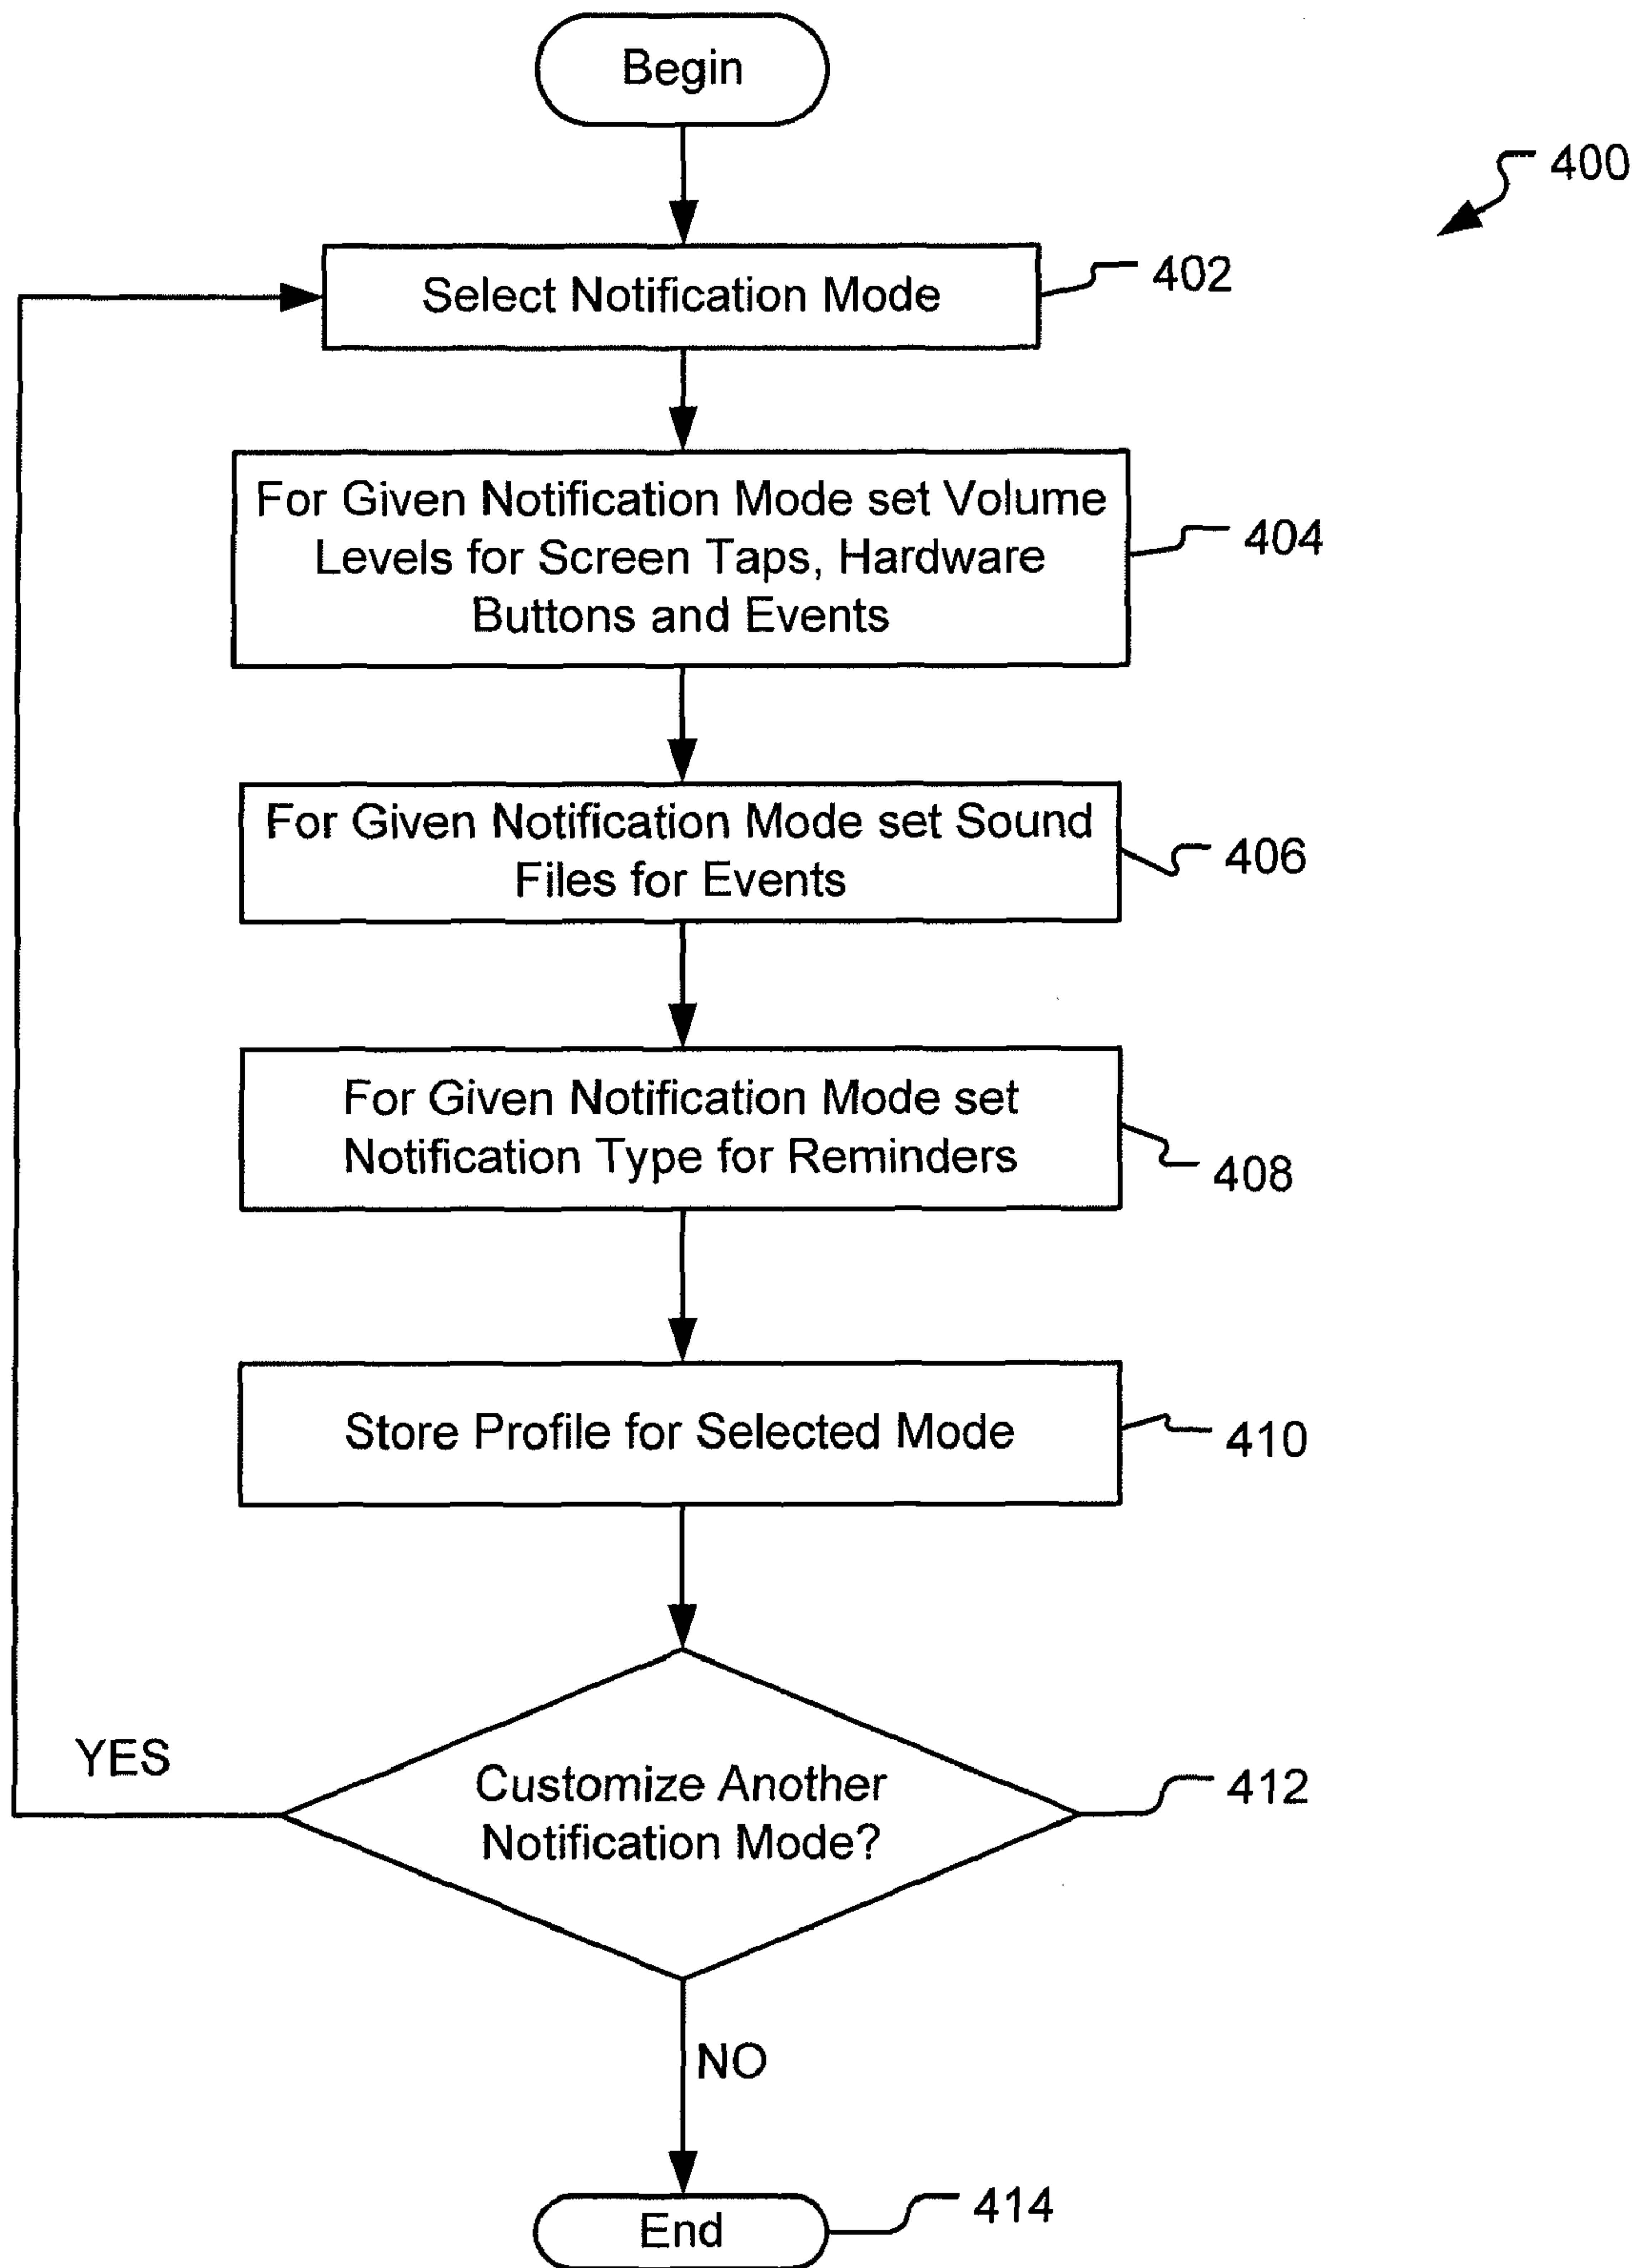 Begin
400
Select Notification Mode
402
For Given Notification Mode set Volume
Levels for Screen Taps, Hardware
Buttons and Events
404
For Given Notification Mode set Sound
Files for Events
406
For Given Notification Mode set
Notification Type for Reminders
408
Store Profile for Selected Mode
410
YES
Customize Another
Notification Mode?
412
NO
End
414